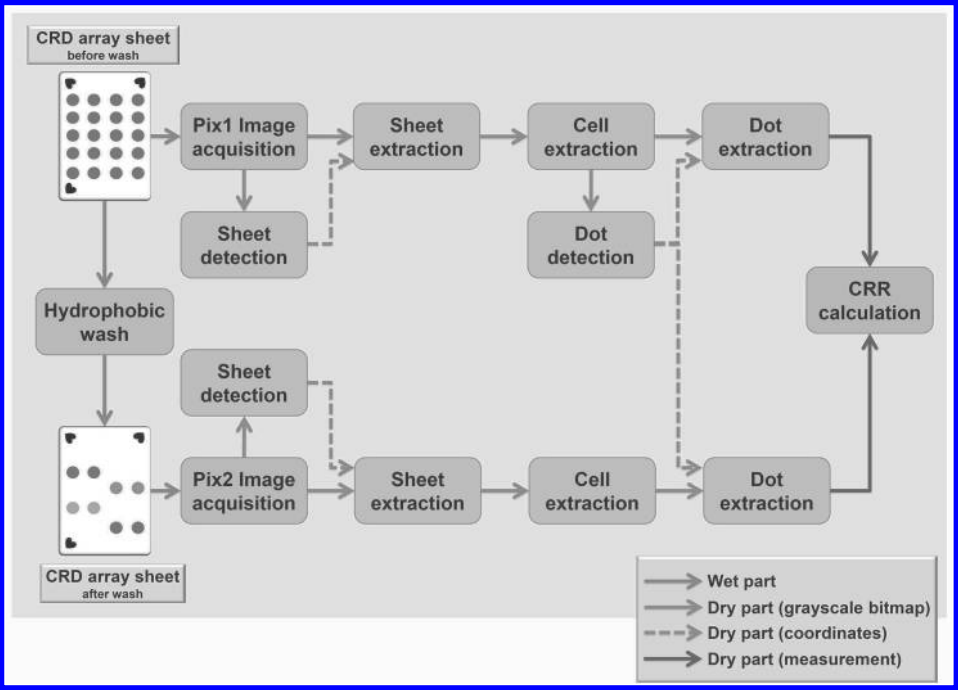 CRD array sheet
before wash
Pix1 Image
acquisition
Sheet
extraction
Cell
extraction
Dot
extraction
Sheet
detection
Dot
detection
Hydrophobic
wash
CRR
calculation
Sheet
detection
Pix2 Image
acquisition
Sheet
extraction
Cell
extraction
Dot
extraction
CRD array sheet
after wash
Wet part
Dry part (grayscale bitmap)
Dry part (coordinates)
Dry part (measurement)